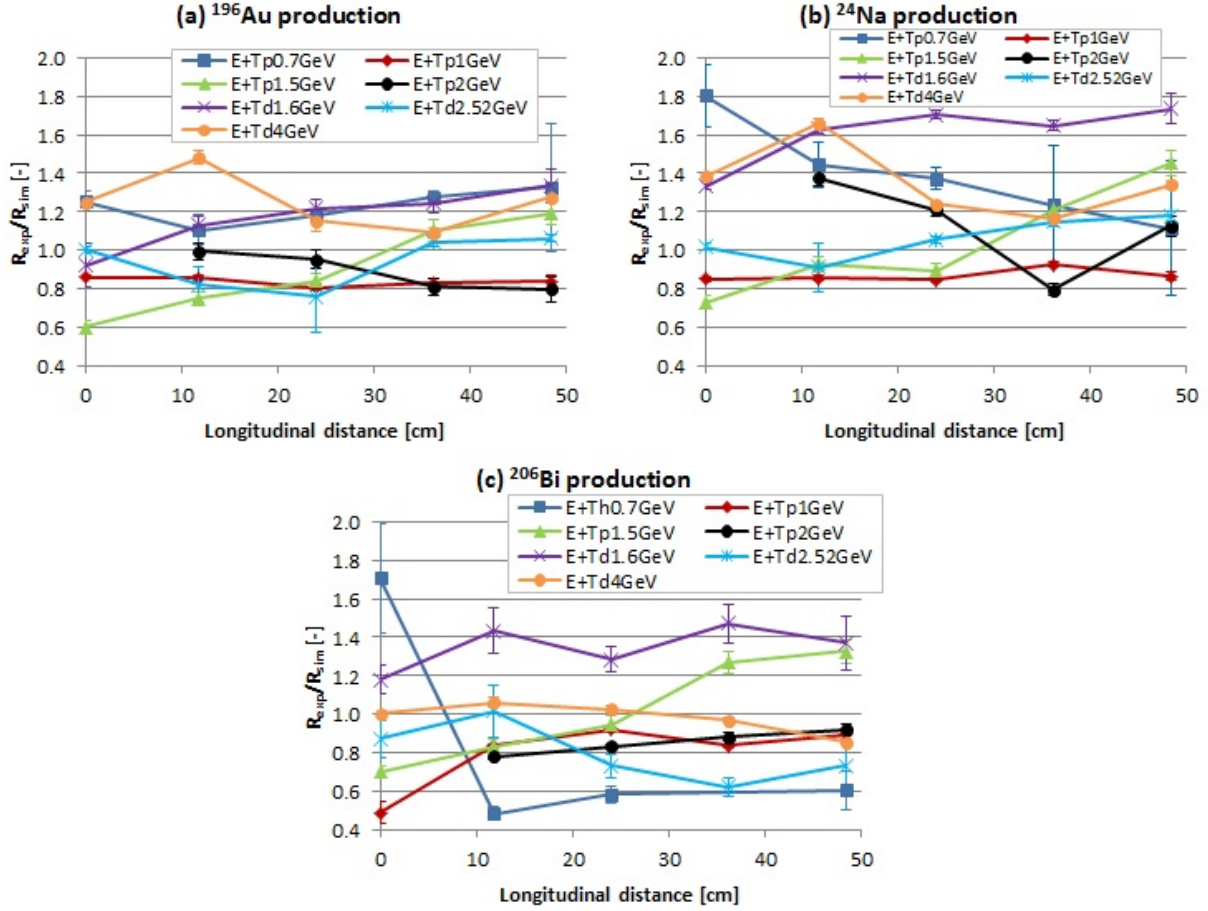 (a) ¹⁹⁶Au production
E+Tp0.7GeV E+Tp1GeV
E+Tp1.5GeV E+Tp2GeV
E+Td1.6GeV E+Td2.52GeV
E+Td4GeV
2.0
1.8
1.6
1.4
1.2
1.0
0.8
0.6
0.4
R_exp/R_sim [-]
0 10 20 30 40 50
Longitudinal distance [cm]
(b) ²⁴Na production
E+Tp0.7GeV E+Tp1GeV
E+Tp1.5GeV E+Tp2GeV
E+Td1.6GeV E+Td2.52GeV
E+Td4GeV
2.0
1.8
1.6
1.4
1.2
1.0
0.8
0.6
0.4
R_exp/R_sim [-]
0 10 20 30 40 50
Longitudinal distance [cm]
(c) ²⁰⁶Bi production
E+Th0.7GeV E+Tp1GeV
E+Tp1.5GeV E+Tp2GeV
E+Td1.6GeV E+Td2.52GeV
E+Td4GeV
2.0
1.8
1.6
1.4
1.2
1.0
0.8
0.6
0.4
R_exp/R_sim [-]
0 10 20 30 40 50
Longitudinal distance [cm]